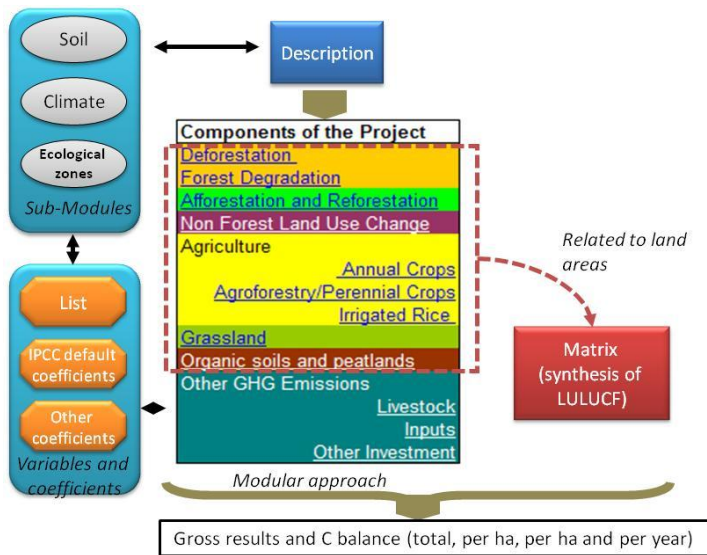 Soil
Climate
Ecological
zones
Sub-Modules
Description
Components of the Project
Deforestation
Forest Degradation
Afforestation and Reforestation
Non Forest Land Use Change
Agriculture
Annual Crops
Agroforestry/Perennial Crops
Irrigated Rice
Grassland
Organic soils and peatlands
Other GHG Emissions
Livestock
Inputs
Other Investment
Related to land
areas
Matrix
(synthesis of
LULUCF)
List
IPCC default
coefficients
Other
coefficients
Variables and
coefficients
Modular approach
Gross results and C balance (total, per ha, per ha and per year)